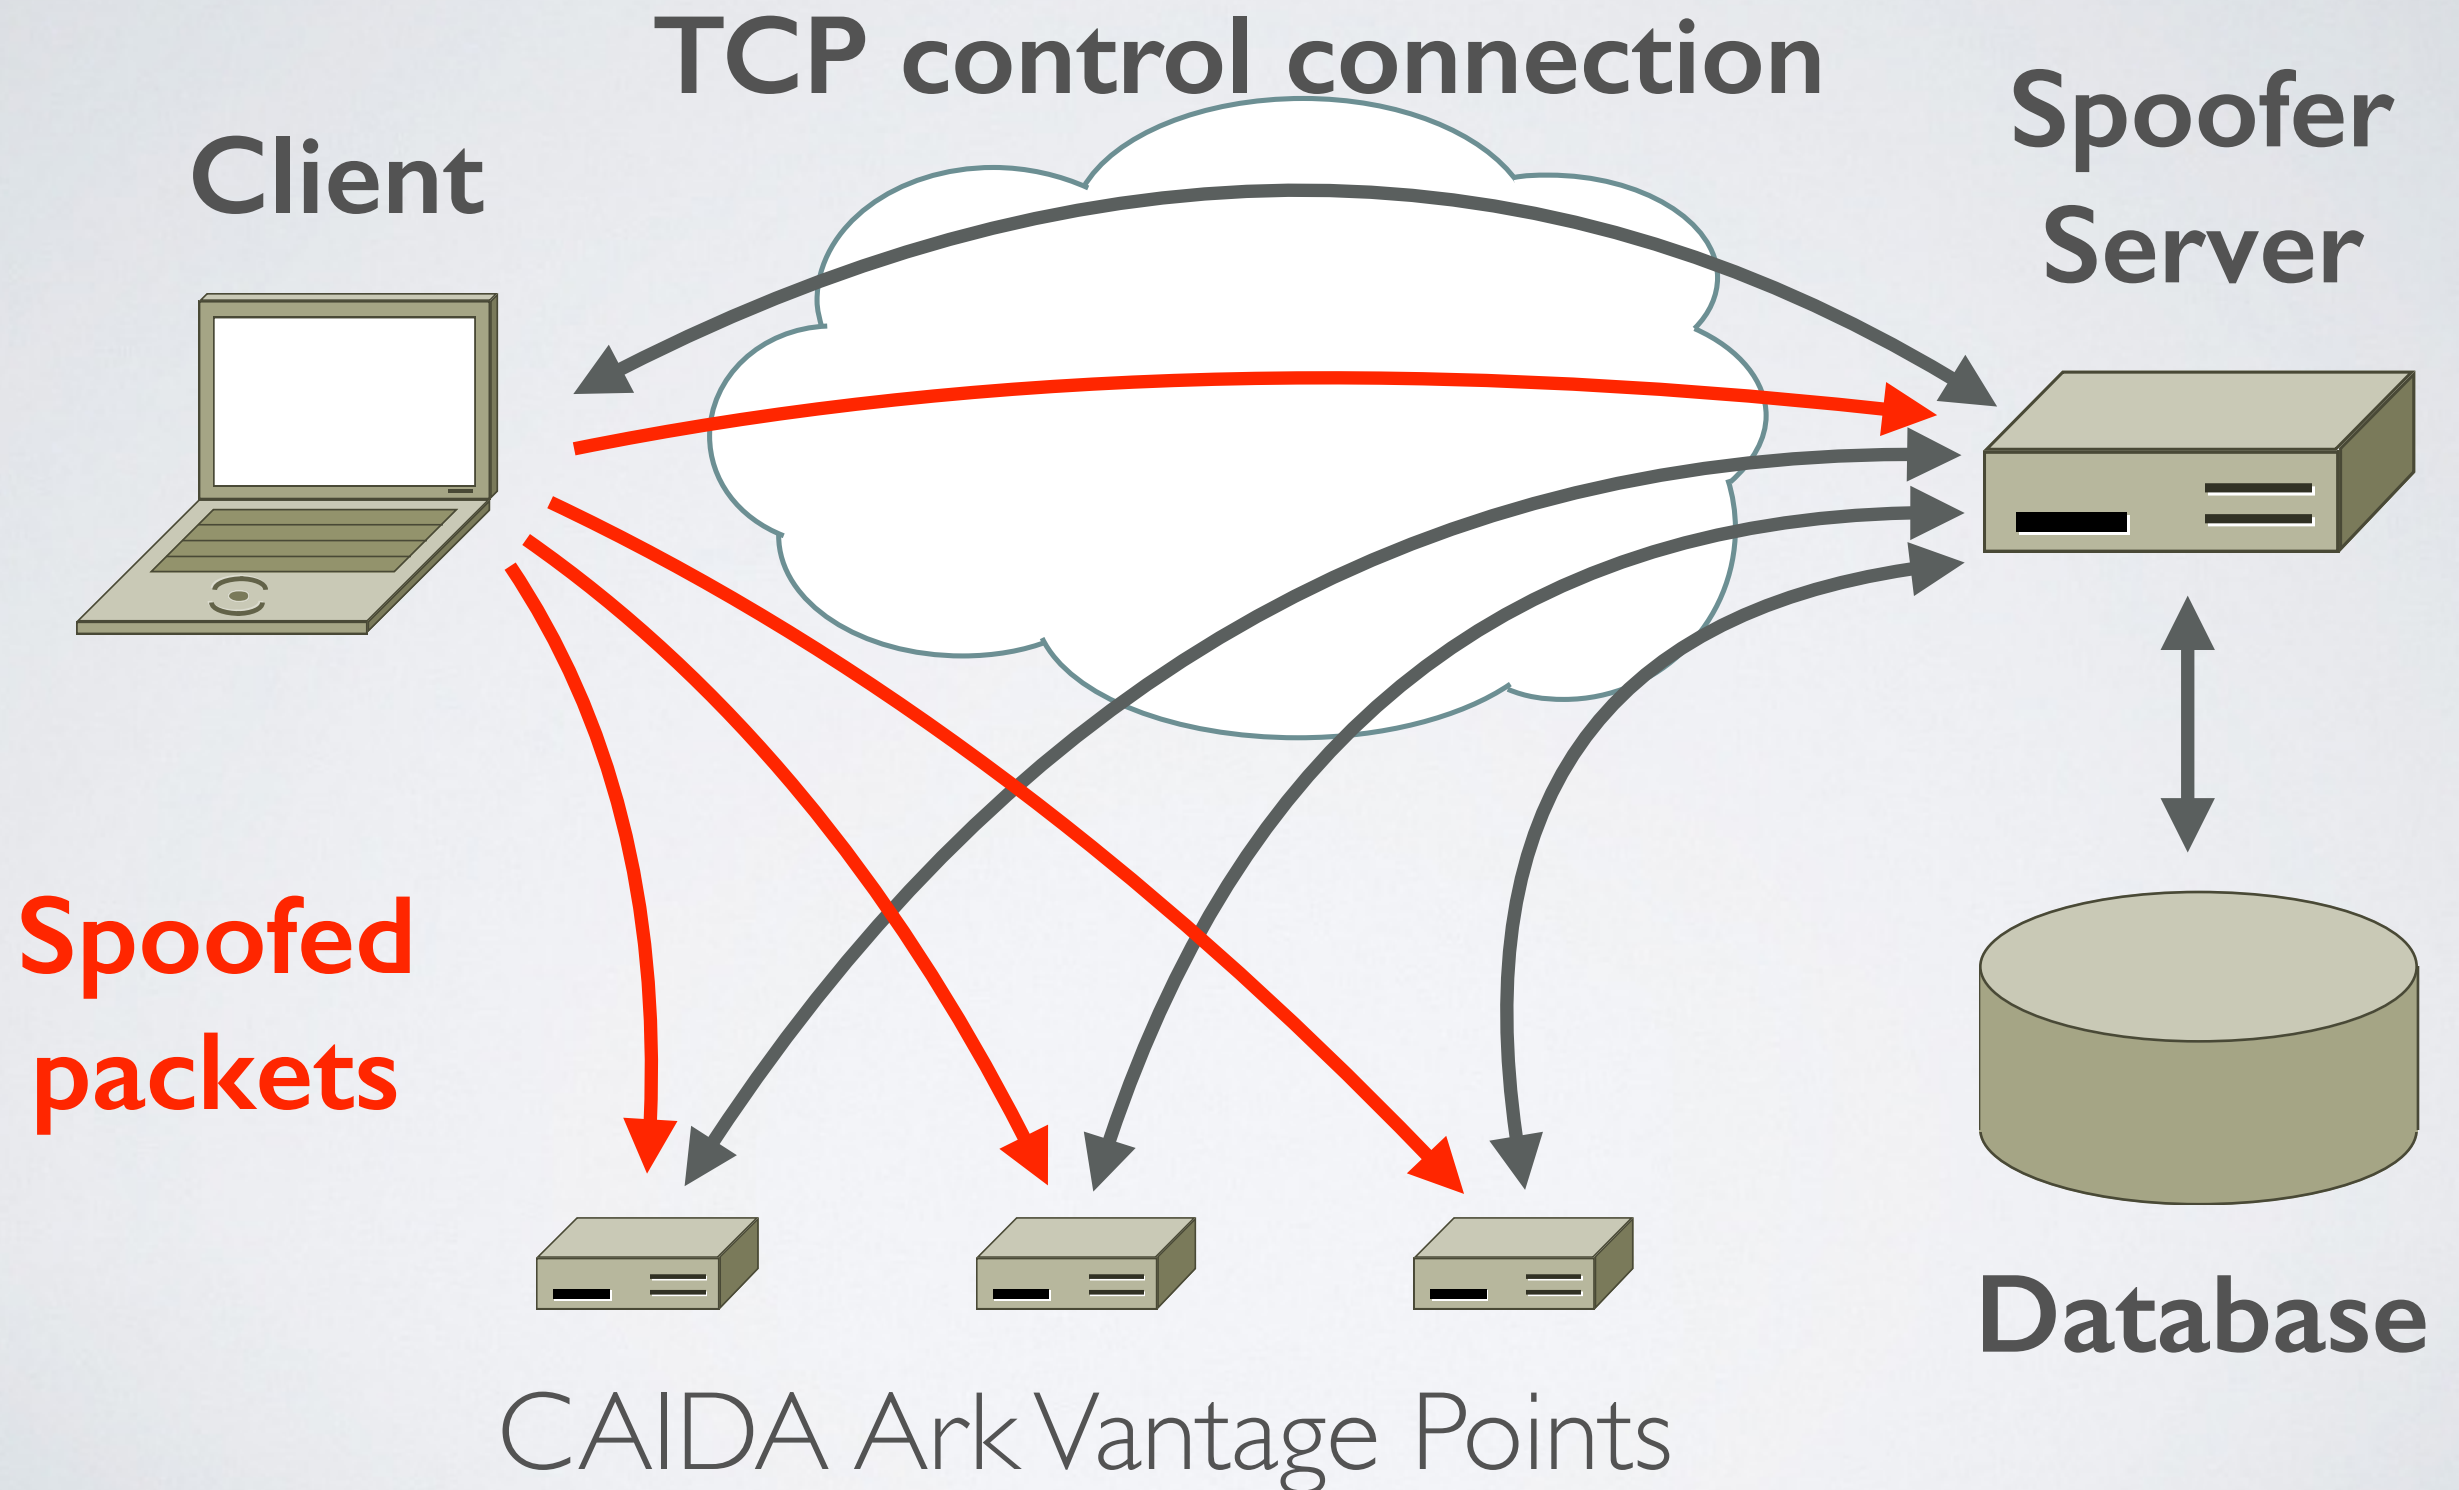 TCP control connection
Client
Spoofer
Server
Spoofed
packets
Database
CAIDA Ark Vantage Points